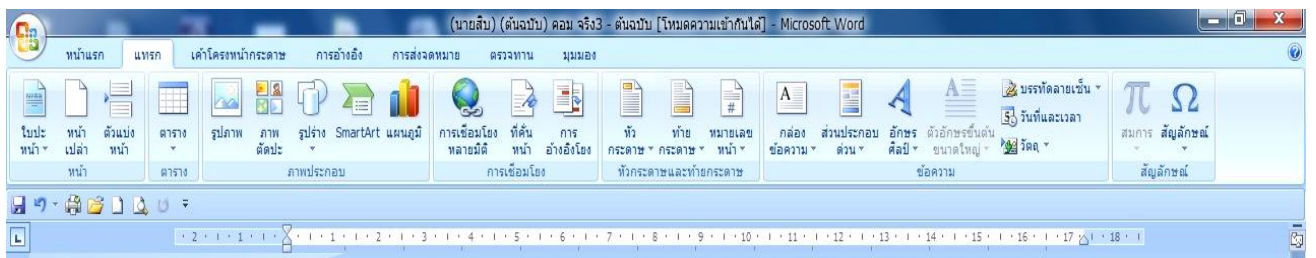 (นายสิบ) (ต้นฉบับ) คอม จริง3 - ต้นฉบับ [โหมดความเข้ากันได้] - Microsoft Word
หน้าแรก แทรก เค้าโครงหน้ากระดาษ การอ้างอิง การส่งจดหมาย ตรวจทาน มุมมอง
ใบปะหน้า หน้าเปล่า ตัวแบ่งหน้า ตาราง รูปภาพ ภาพตัดปะ รูปร่าง SmartArt แผนภูมิ การเชื่อมโยงหลายมิติ ที่คั่นหน้า การอ้างอิงโยง หัวกระดาษ ท้ายกระดาษ หมายเลขหน้า กล่องข้อความ ส่วนประกอบด่วน อักษรศิลป์ ตัวอักษรขึ้นต้นขนาดใหญ่ บรรทัดลายเซ็น
วันที่และเวลา
วัตถุ
สมการ สัญลักษณ์
หน้า ตาราง ภาพประกอบ การเชื่อมโยง หัวกระดาษและท้ายกระดาษ ข้อความ สัญลักษณ์
2 1 1 2 3 4 5 6 7 8 9 10 11 12 13 14 15 16 17 18